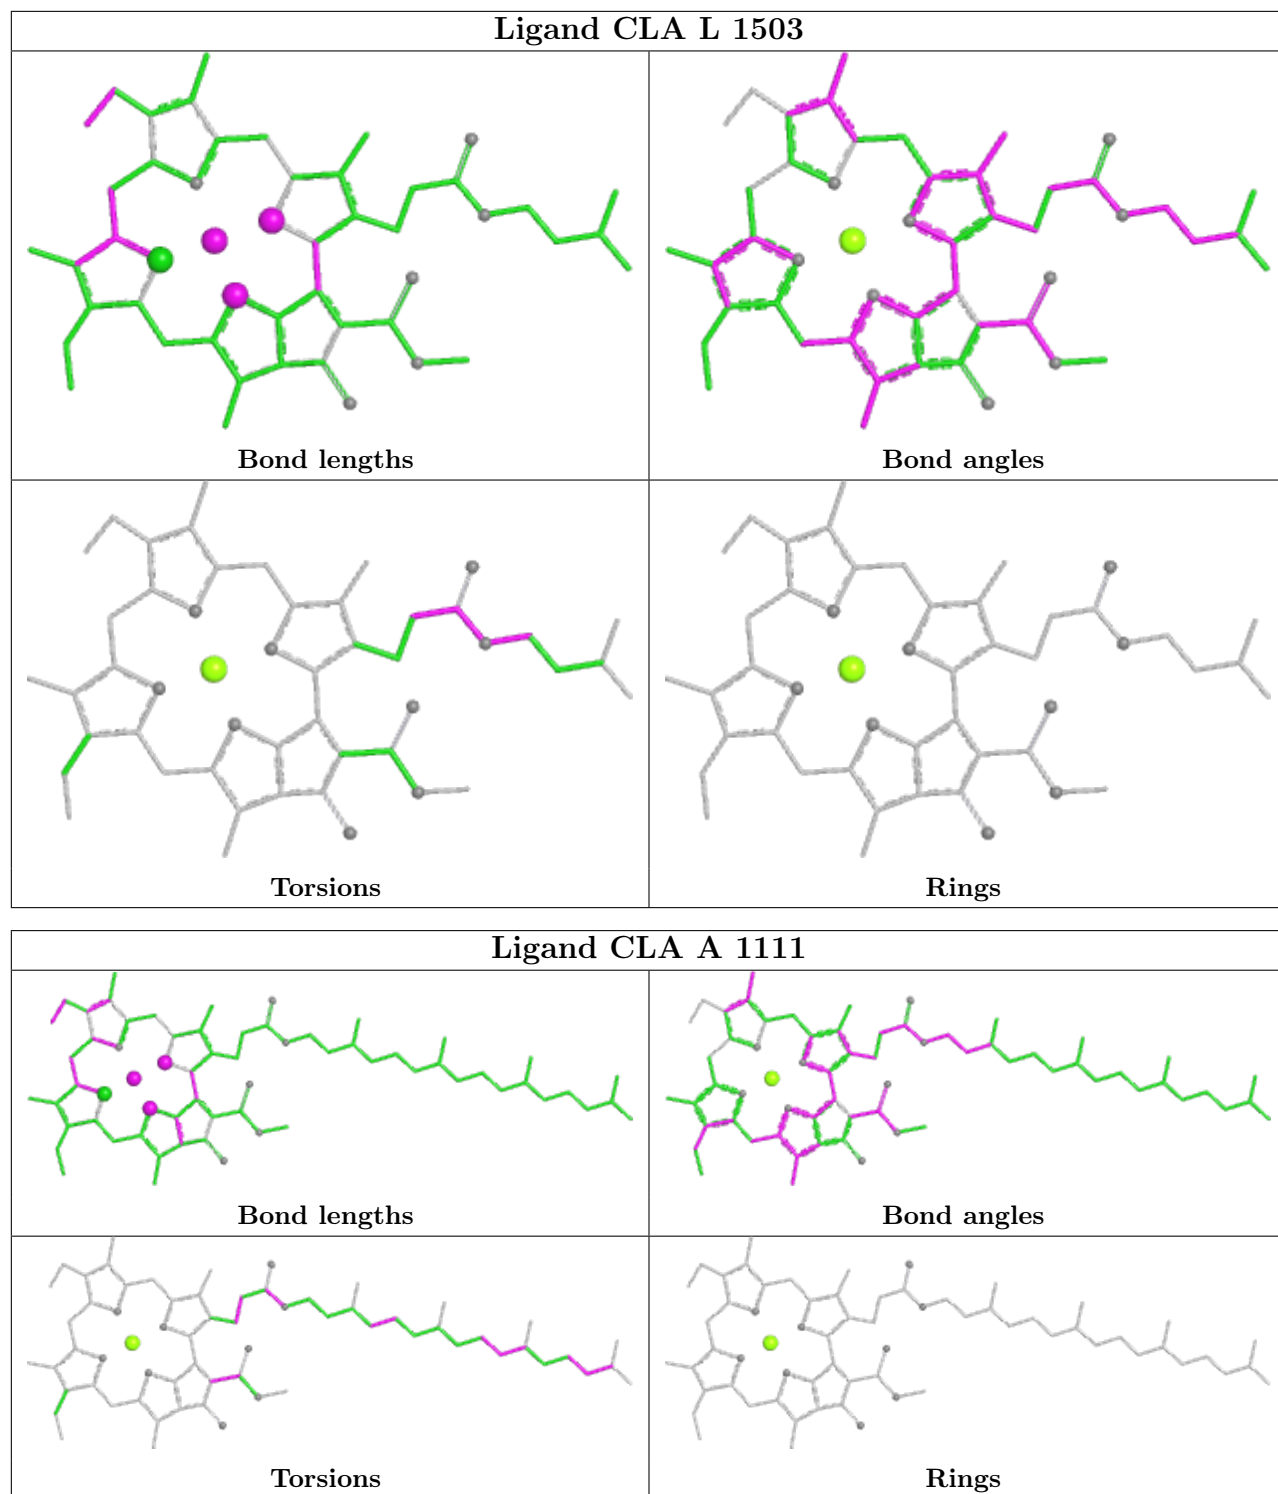 Ligand CLA L 1503
Bond lengths
Bond angles
Torsions
Rings
Ligand CLA A 1111
Bond lengths
Bond angles
Torsions
Rings